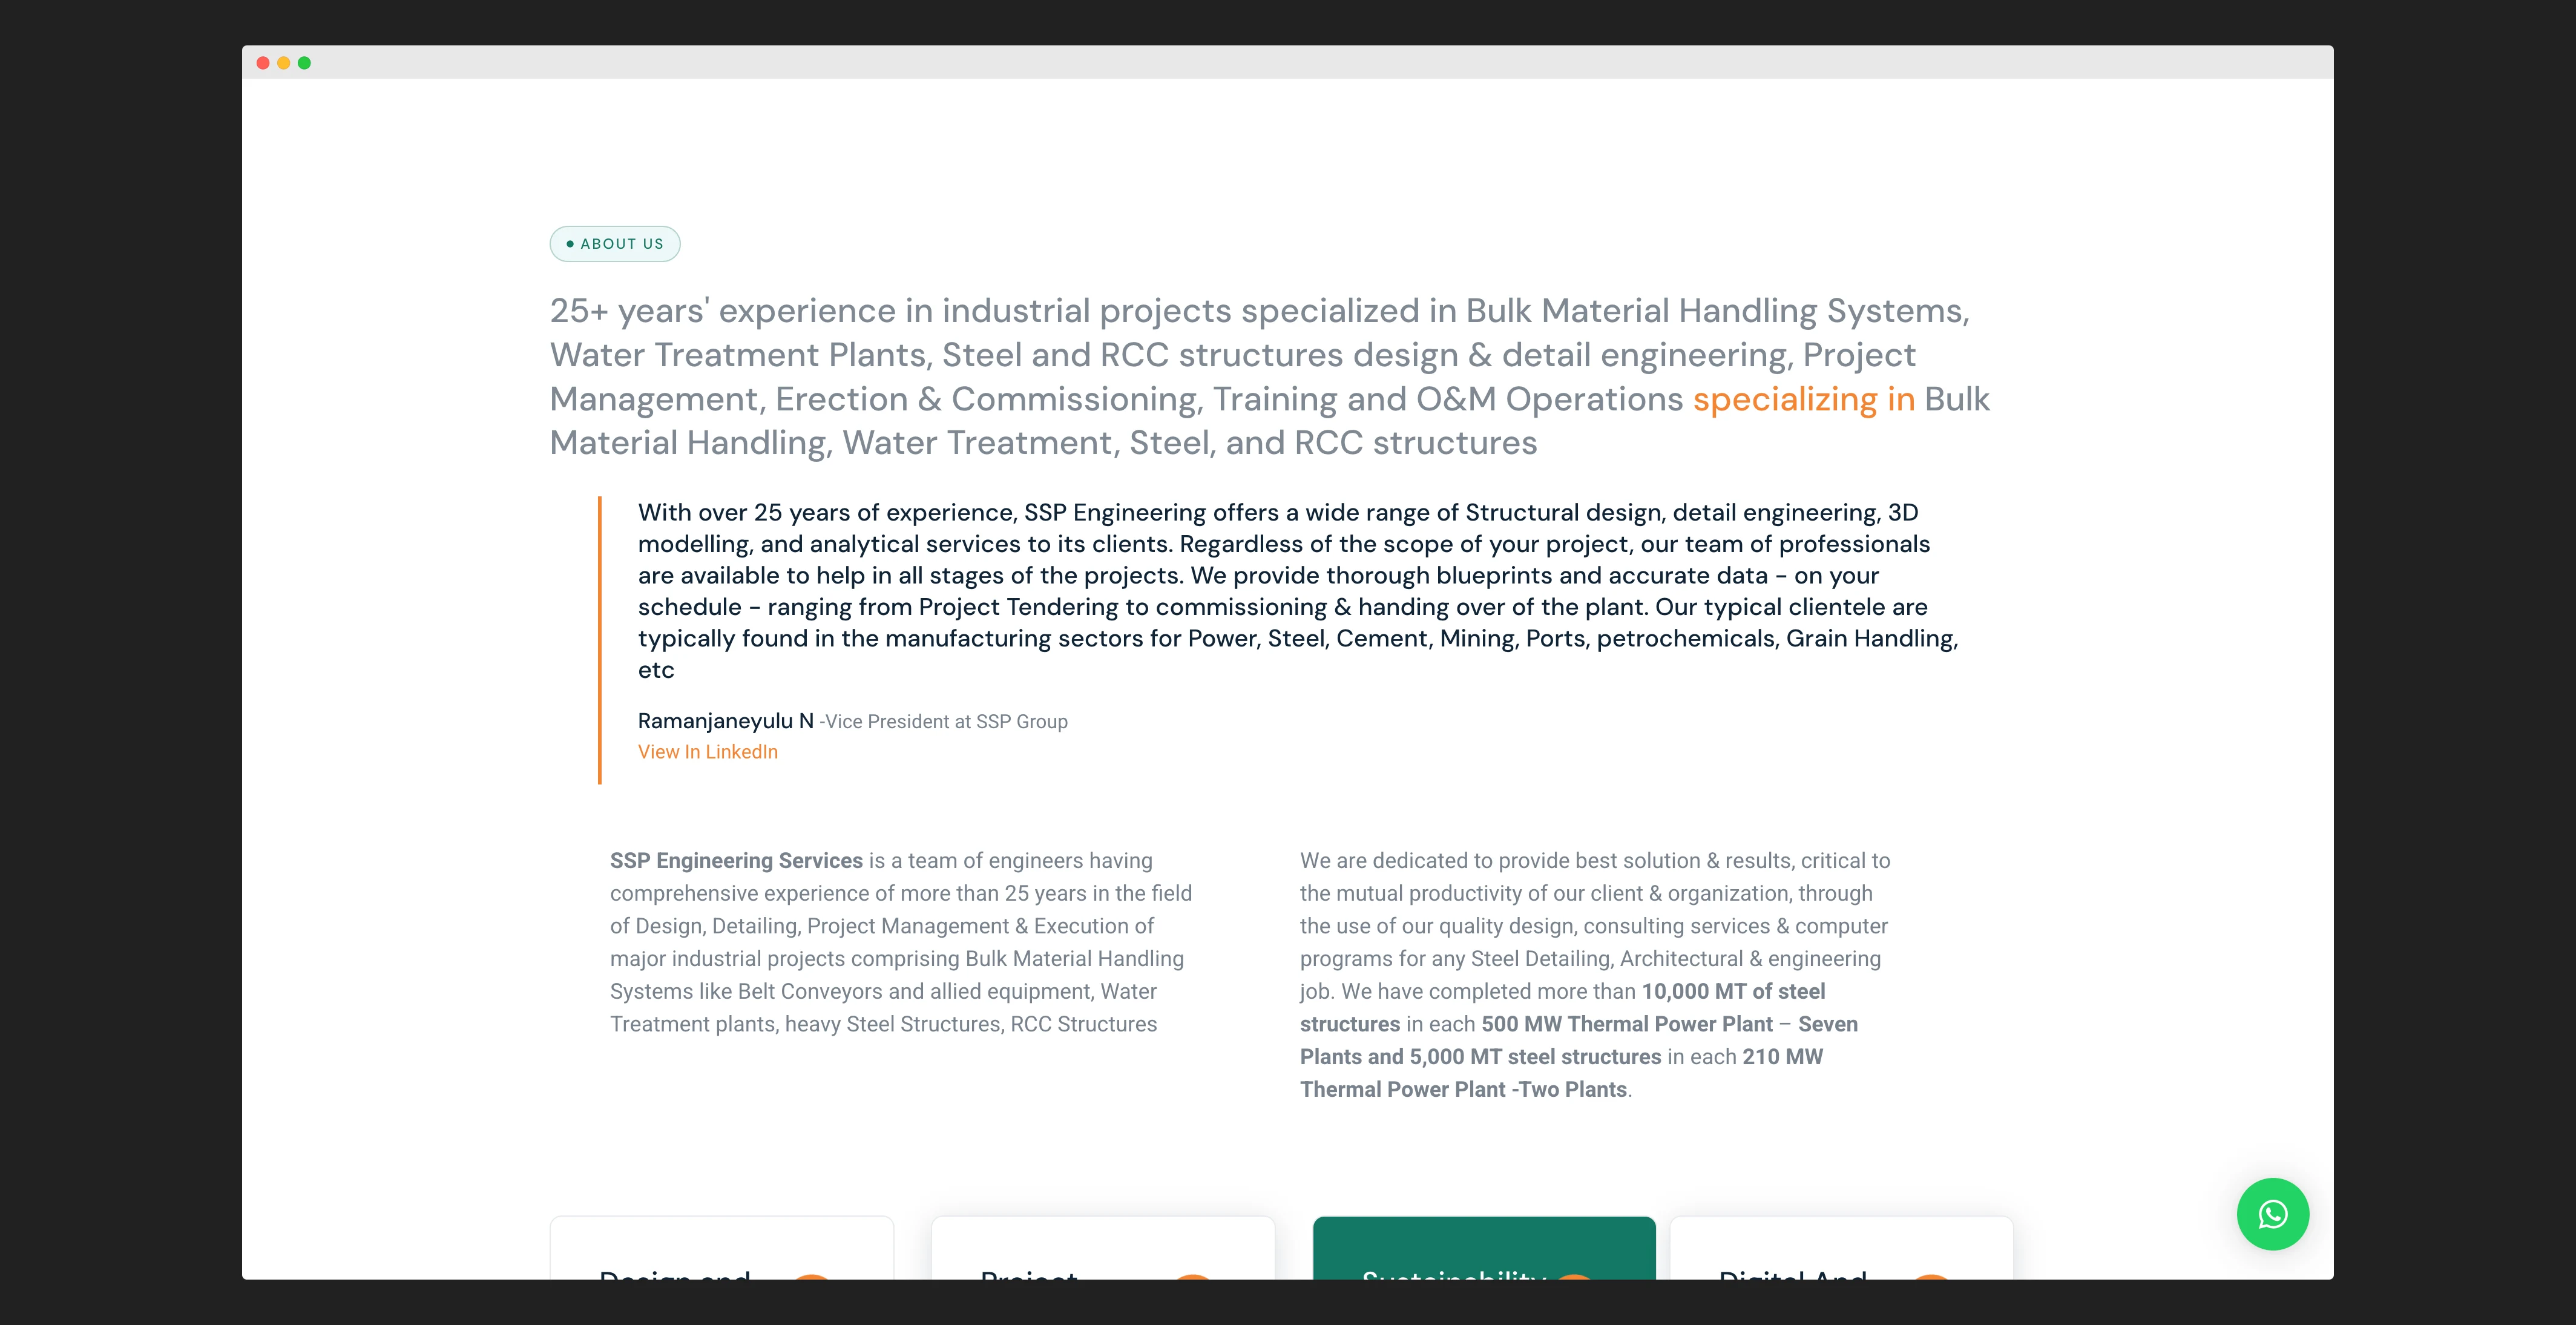 ABOUT US
25+ years' experience in industrial projects specialized in Bulk Material Handling Systems,
Water Treatment Plants, Steel and RCC structures design & detail engineering, Project
Management, Erection & Commissioning, Training and O&M Operations specializing in Bulk
Material Handling, Water Treatment, Steel, and RCC structures
With over 25 years of experience, SSP Engineering offers a wide range of Structural design, detail engineering, 3D
modelling, and analytical services to its clients. Regardless of the scope of your project, our team of professionals
are available to help in all stages of the projects. We provide thorough blueprints and accurate data - on your
schedule - ranging from Project Tendering to commissioning & handing over of the plant. Our typical clientele are
typically found in the manufacturing sectors for Power, Steel, Cement, Mining, Ports, petrochemicals, Grain Handling,
etc
Ramanjaneyulu N -Vice President at SSP Group
View In LinkedIn
SSP Engineering Services is a team of engineers having
comprehensive experience of more than 25 years in the field
of Design, Detailing, Project Management & Execution of
major industrial projects comprising Bulk Material Handling
Systems like Belt Conveyors and allied equipment, Water
Treatment plants, heavy Steel Structures, RCC Structures
We are dedicated to provide best solution & results, critical to
the mutual productivity of our client & organization, through
the use of our quality design, consulting services & computer
programs for any Steel Detailing, Architectural & engineering
job. We have completed more than 10,000 MT of steel
structures in each 500 MW Thermal Power Plant – Seven
Plants and 5,000 MT steel structures in each 210 MW
Thermal Power Plant -Two Plants.
Design and
Project
Sustainability
Digital And